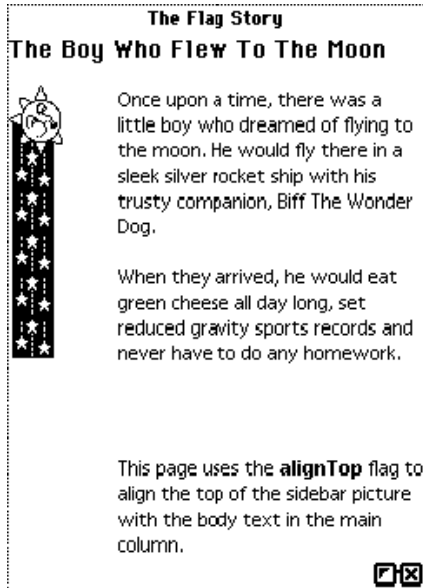 The Flag Story
The Boy Who Flew To The Moon
Once upon a time, there was a
little boy who dreamed of flying to
the moon. He would fly there in a
sleek silver rocket ship with his
trusty companion, Biff The Wonder
Dog.
When they arrived, he would eat
green cheese all day long, set
reduced gravity sports records and
never have to do any homework.
This page uses the alignTop flag to
align the top of the sidebar picture
with the body text in the main
column.